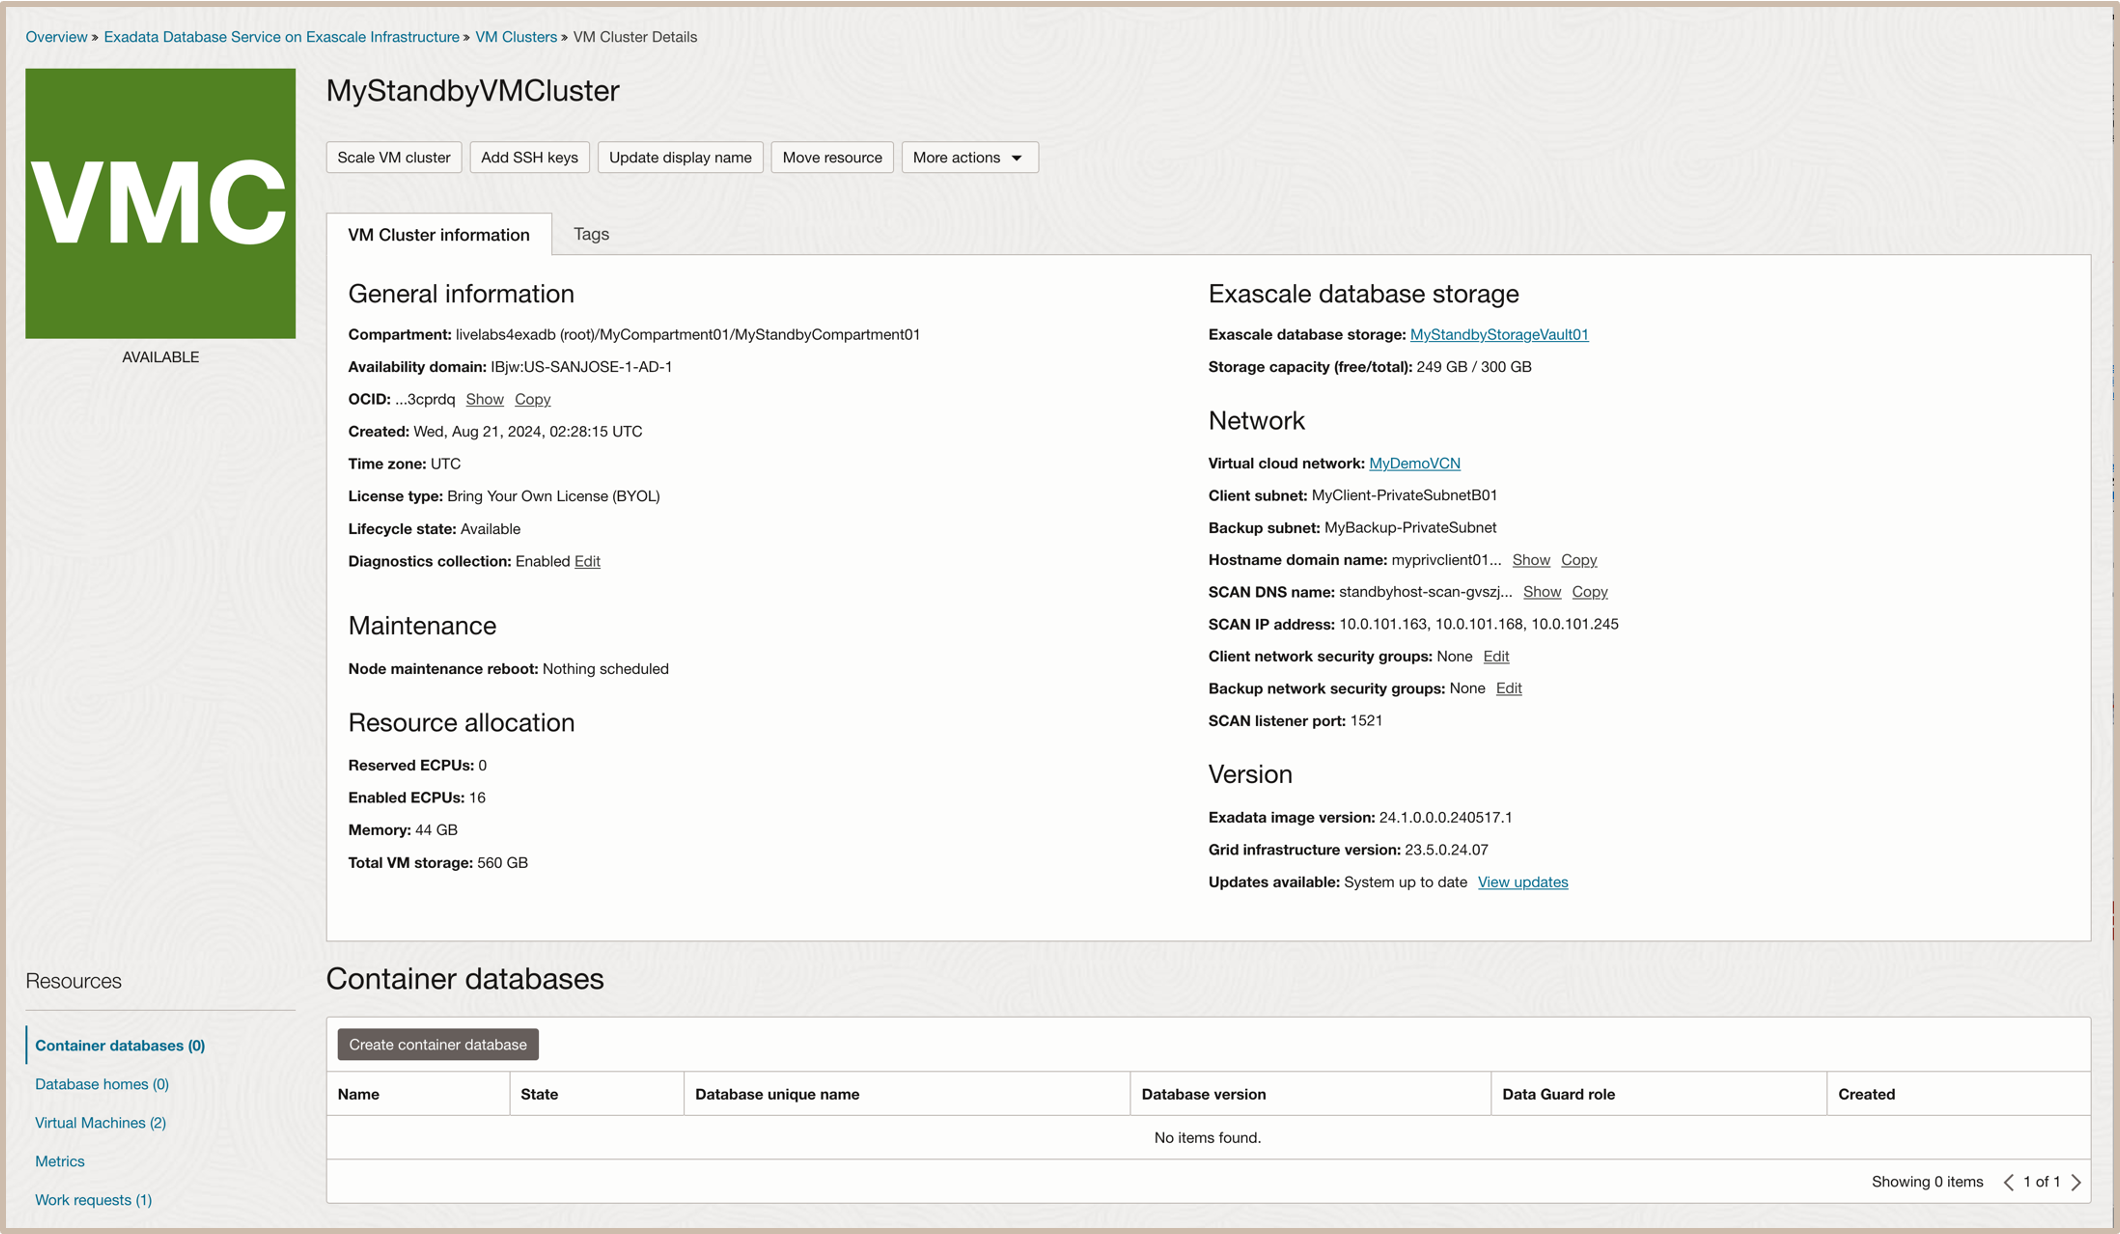 Overview » Exadata Database Service on Exascale Infrastructure » VM Clusters » VM Cluster Details
VMC
AVAILABLE
MyStandbyVMCluster
Scale VM cluster
Add SSH keys
Update display name
Move resource
More actions
VM Cluster information
Tags
General information
Compartment: livelabs4exadb (root)/MyCompartment01/MyStandbyCompartment01
Availability domain: IBjw:US-SANJOSE-1-AD-1
OCID: ...3cprdq Show Copy
Created: Wed, Aug 21, 2024, 02:28:15 UTC
Time zone: UTC
License type: Bring Your Own License (BYOL)
Lifecycle state: Available
Diagnostics collection: Enabled Edit
Maintenance
Node maintenance reboot: Nothing scheduled
Resource allocation
Reserved ECPUs: 0
Enabled ECPUs: 16
Memory: 44 GB
Total VM storage: 560 GB
Exascale database storage
Exascale database storage: MyStandbyStorageVault01
Storage capacity (free/total): 249 GB / 300 GB
Network
Virtual cloud network: MyDemoVCN
Client subnet: MyClient-PrivateSubnetB01
Backup subnet: MyBackup-PrivateSubnet
Hostname domain name: myprivclient01... Show Copy
SCAN DNS name: standbyhost-scan-gvszj... Show Copy
SCAN IP address: 10.0.101.163, 10.0.101.168, 10.0.101.245
Client network security groups: None Edit
Backup network security groups: None Edit
SCAN listener port: 1521
Version
Exadata image version: 24.1.0.0.0.240517.1
Grid infrastructure version: 23.5.0.24.07
Updates available: System up to date View updates
Resources
Container databases (0)
Database homes (0)
Virtual Machines (2)
Metrics
Work requests (1)
Container databases
Create container database
Name State Database unique name Database version Data Guard role Created
No items found.
Showing 0 items 1 of 1